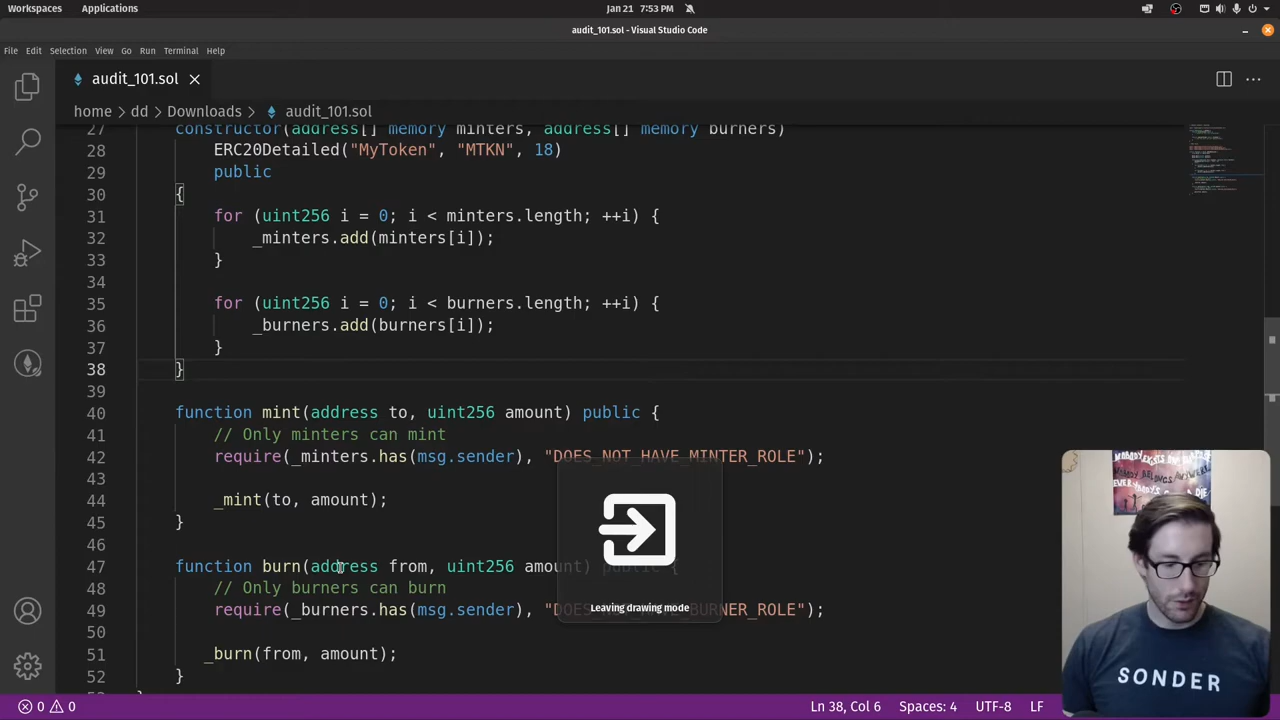 Workspaces Applications Jan 21 7:53 PM
audit_101.sol - Visual Studio Code
File Edit Selection View Go Run Terminal Help
audit_101.sol
home > dd > Downloads > audit_101.sol
27 constructor(address[] memory minters, address[] memory burners)
28 ERC20Detailed("MyToken", "MTKN", 18)
29 public
30 {
31 for (uint256 i = 0; i < minters.length; ++i) {
32 _minters.add(minters[i]);
33 }
34
35 for (uint256 i = 0; i < burners.length; ++i) {
36 _burners.add(burners[i]);
37 }
38 }
39
40 function mint(address to, uint256 amount) public {
41 // Only minters can mint
42 require(_minters.has(msg.sender), "DOES_NOT_HAVE_MINTER_ROLE");
43
44 _mint(to, amount);
45 }
46
47 function burn(address from, uint256 amount) public {
48 // Only burners can burn
49 require(_burners.has(msg.sender), "DOES_NOT_HAVE_BURNER_ROLE");
Leaving drawing mode
50
51 _burn(from, amount);
52 }
SONDER
0 0 Ln 38, Col 6 Spaces: 4 UTF-8 LF